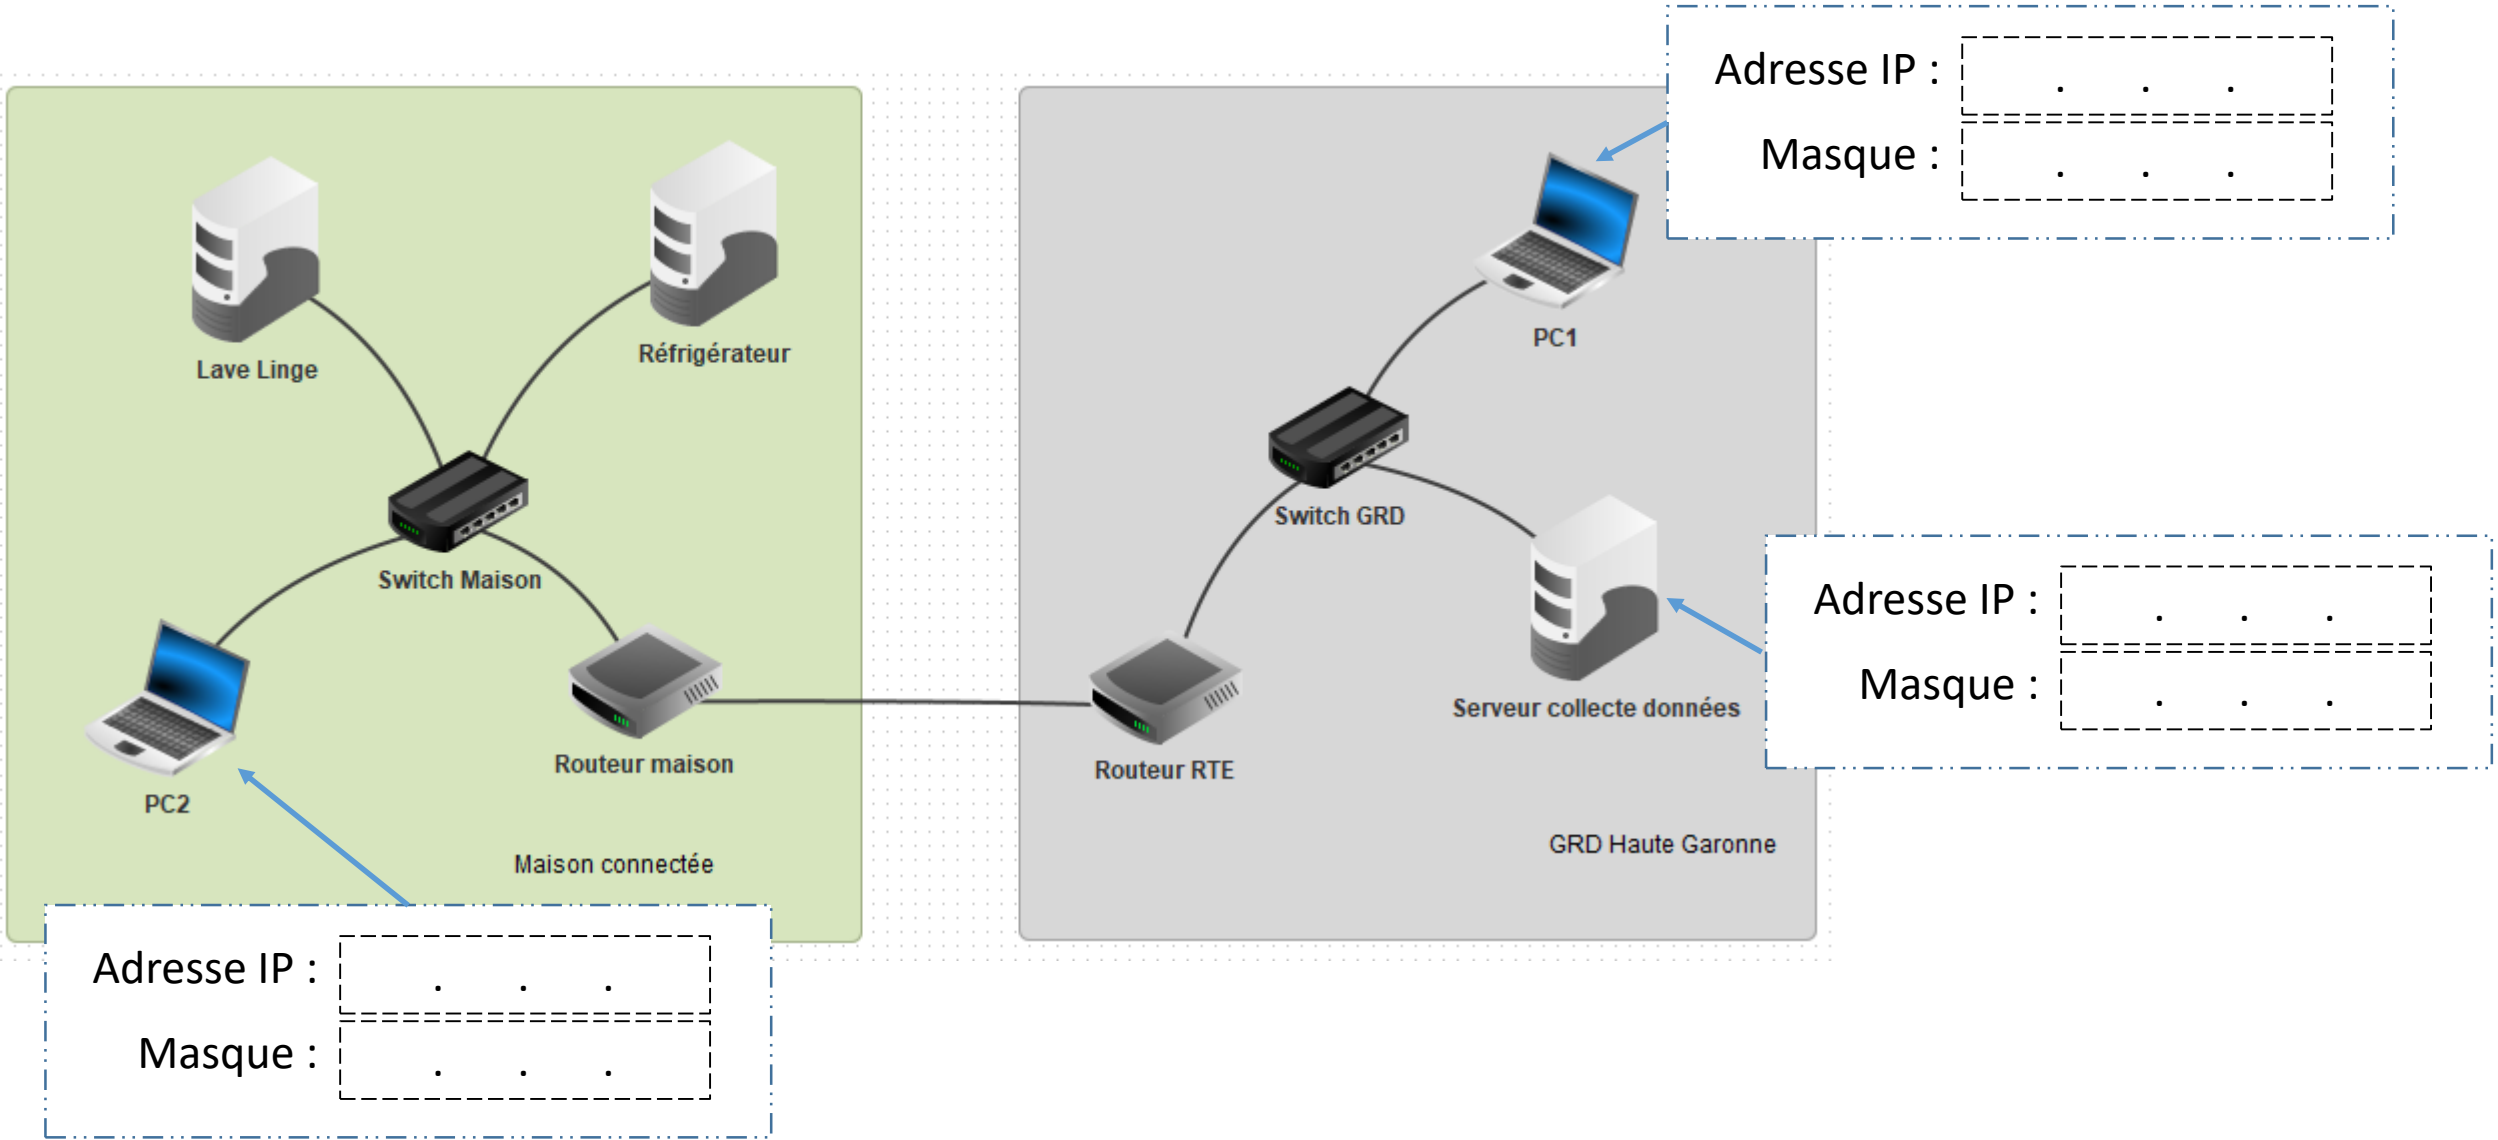 Adresse IP : . . .
Masque : . . .
Lave Linge
Réfrigérateur
PC1
Switch GRD
Switch Maison
Adresse IP : . . .
Masque : . . .
Serveur collecte données
Routeur maison
Routeur RTE
PC2
GRD Haute Garonne
Maison connectée
Adresse IP : . . .
Masque : . . .